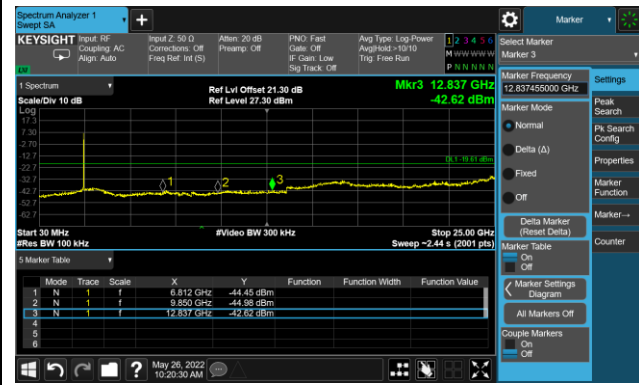 Spectrum Analyzer 1
Swept SA
Marker
KEYSIGHT
Input: RF
Coupling: AC
Align: Auto
Input Z: 50 Ω
Corrections: Off
Freq Ref: Int (S)
Atten: 20 dB
Preamp: Off
PNO: Fast
Gate: Off
IF Gain: Low
Sig Track: Off
Avg Type: Log-Power
Avg|Hold:>10/10
Trig: Free Run
1 2 3 4 5 6
M W W W W W
P N N N N N
LXI
Select Marker
Marker 3
1 Spectrum
Scale/Div 10 dB
Log
Ref Lvl Offset 21.30 dB
Ref Level 27.30 dBm
Mkr3 12.837 GHz
-42.62 dBm
17.3
7.30
-2.70
-12.7
-22.7
-32.7
-42.7
-52.7
-62.7
DL1 -19.61 dBm
1
2
3
Start 30 MHz
#Res BW 100 kHz
#Video BW 300 kHz
Stop 25.00 GHz
Sweep ~2.44 s (2001 pts)
5 Marker Table
Mode Trace Scale X Y Function Function Width Function Value
1 N 1 f 6.812 GHz -44.45 dBm
2 N 1 f 9.850 GHz -44.98 dBm
3 N 1 f 12.837 GHz -42.62 dBm
4
5
6
Marker Frequency
12.837455000 GHz
Marker Mode
Normal
Delta (Δ)
Fixed
Off
Delta Marker
(Reset Delta)
Marker Table
On
Off
Marker Settings
Diagram
All Markers Off
Couple Markers
On
Off
Settings
Peak
Search
Pk Search
Config
Properties
Marker
Function
Marker→
Counter
?
May 26, 2022
10:20:30 AM